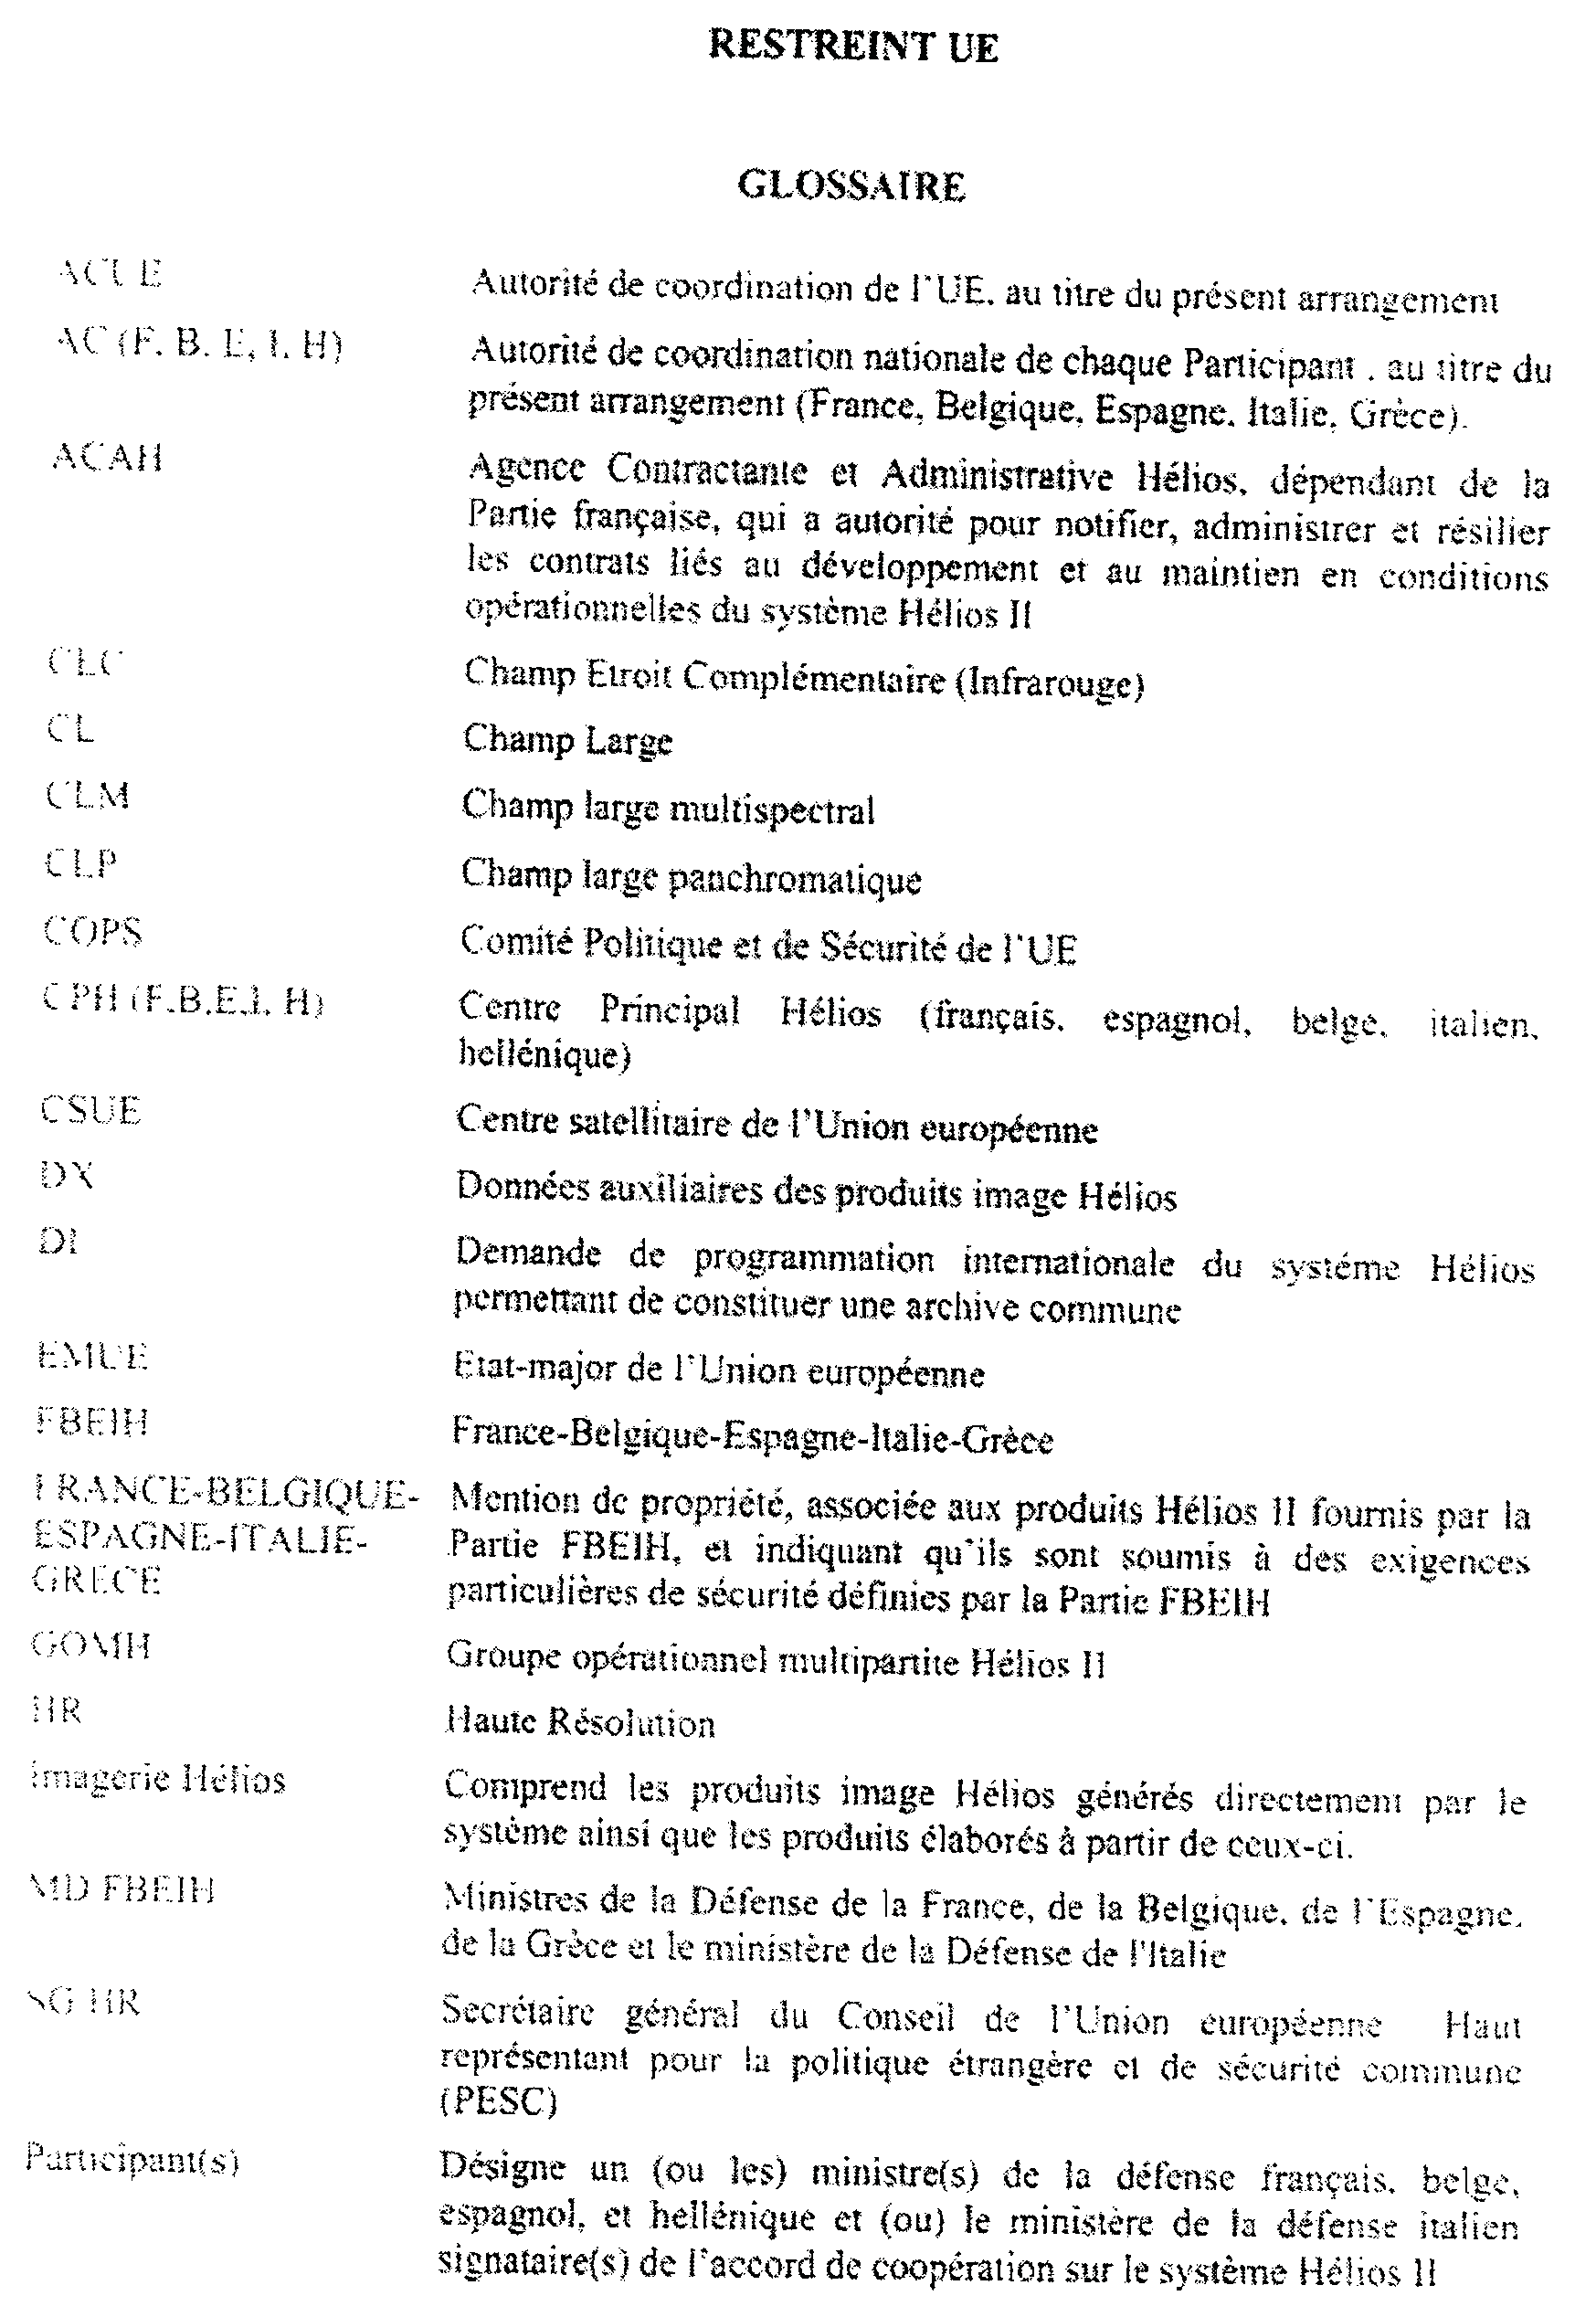 RESTREINT UE
GLOSSAIRE
ACUE Autorité de coordination de l'UE, au titre du présent arrangement
AC (F, B, E, I, H) Autorité de coordination nationale de chaque Participant , au titre du
présent arrangement (France, Belgique, Espagne, Italie, Grèce).
ACAH Agence Contractante et Administrative Hélios, dépendant de la
Partie française, qui a autorité pour notifier, administrer et résilier
les contrats liés au développement et au maintien en conditions
opérationnelles du système Hélios II
Champ Etroit Complémentaire (Infrarouge)
CL Champ Large
CLM Champ large multispectral
CLP Champ large panchromatique
COPS Comité Politique et de Sécurité de l'UE
CPH (F,B,E,I, H) Centre Principal Hélios (français, espagnol, belge, italien,
hellénique)
CSUE Centre satellitaire de l'Union européenne
DX Données auxiliaires des produits image Hélios
DI Demande de programmation internationale du systéme Hélios
permettant de constituer une archive commune
EMUE Etat-major de l'Union européenne
FBEIH France-Belgique-Espagne-Italie-Grèce
FRANCE-BELGIQUE- Mention de propriété, associée aux produits Hélios II fournis par la
ESPAGNE-ITALIE- Partie FBEIH, et indiquant qu'ils sont soumis à des exigences
GRECE particulières de sécurité définies par la Partie FBEIH
GOMH Groupe opérationnel multipartite Hélios II
HR Haute Résolution
Imagerie Hélios Comprend les produits image Hélios générés directement par le
système ainsi que les produits élaborés à partir de ceux-ci.
MD FBEIH Ministres de la Défense de la France, de la Belgique, de l'Espagne,
de la Grèce et le ministère de la Défense de l'Italie
SG HR Secrétaire général du Conseil de l'Union européenne Haut
représentant pour la politique étrangère et de sécurité commune
(PESC)
Participant(s) Désigne un (ou les) ministre(s) de la défense français, belge,
espagnol, et hellénique et (ou) le ministère de la défense italien
signataire(s) de l'accord de coopération sur le système Hélios II